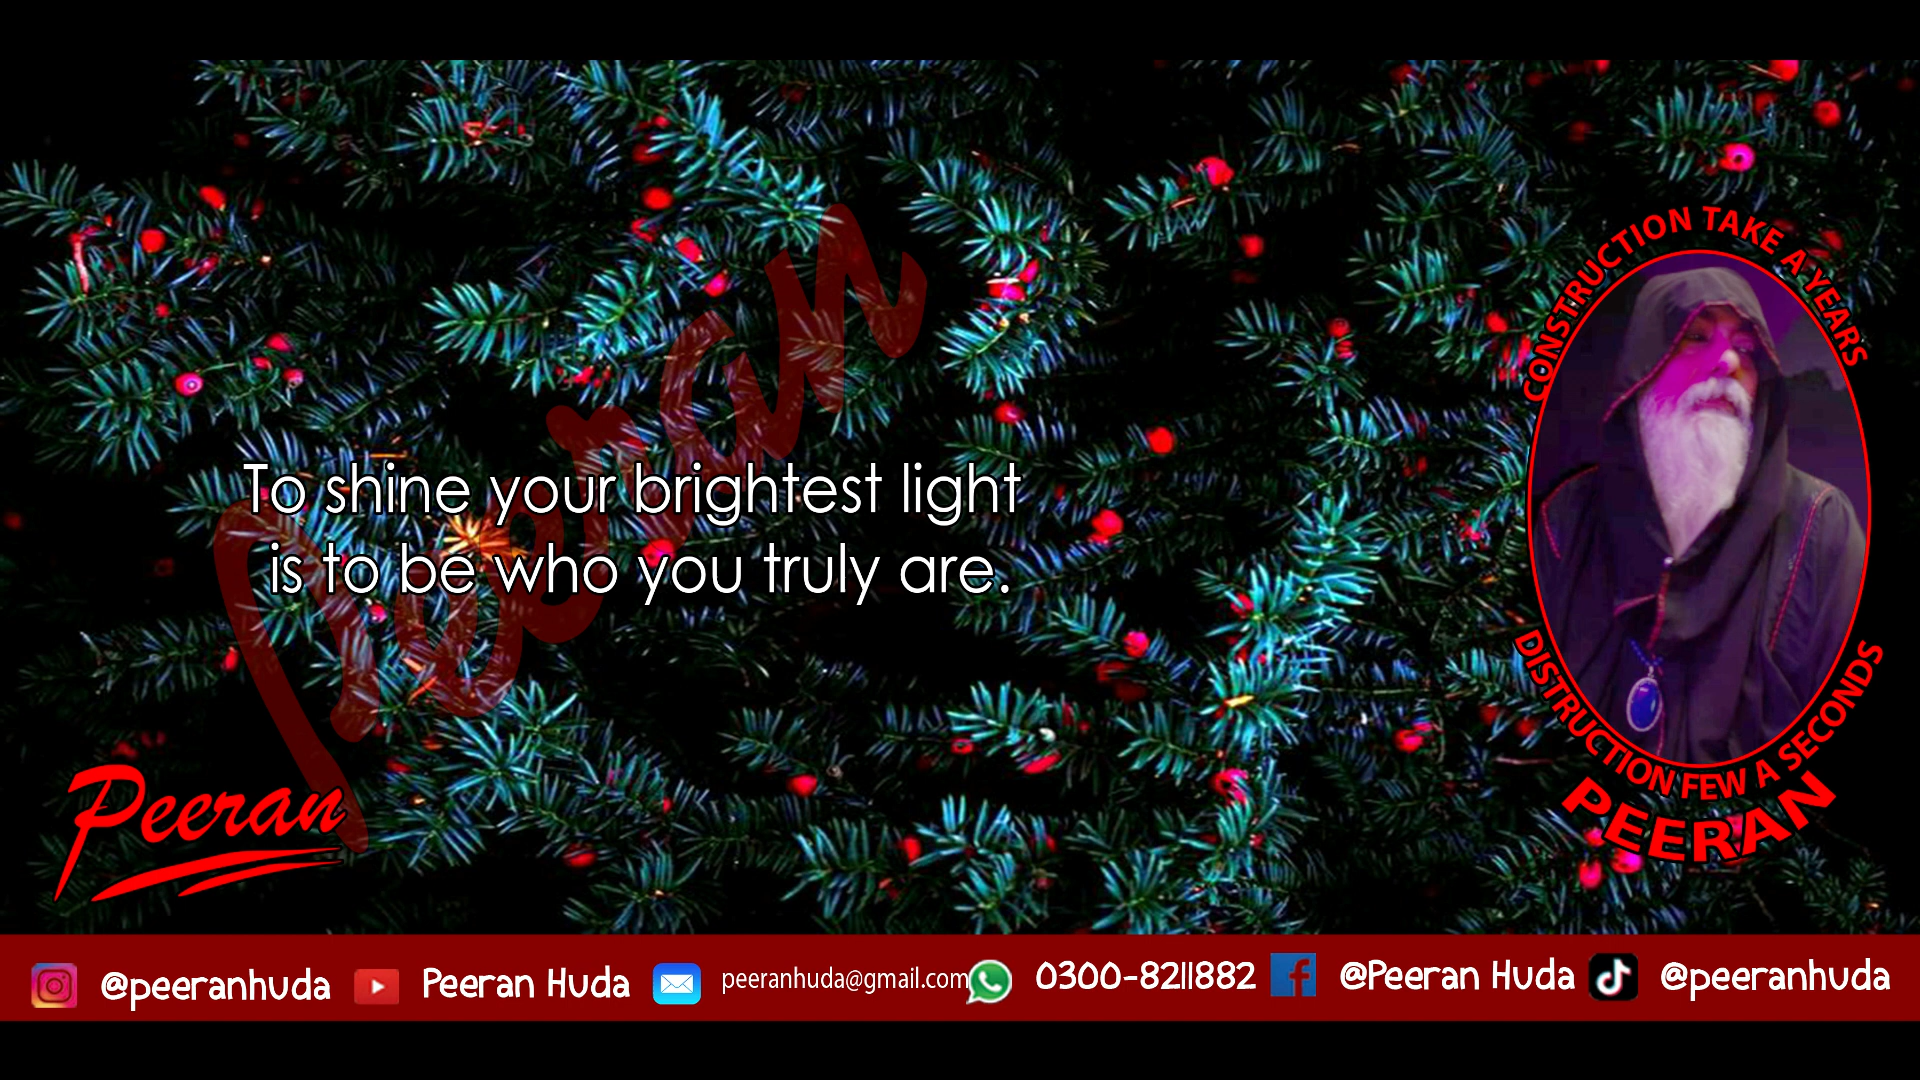 To shine your brightest light
is to be who you truly are.
Peeran
CONSTRUCTION TAKE A YEARS
DISTRUCTION FEW A SECONDS
PEERAN
Peeran
@peeranhuda
Peeran Huda
peeranhuda@gmail.com
0300-8211882
@Peeran Huda
@peeranhuda